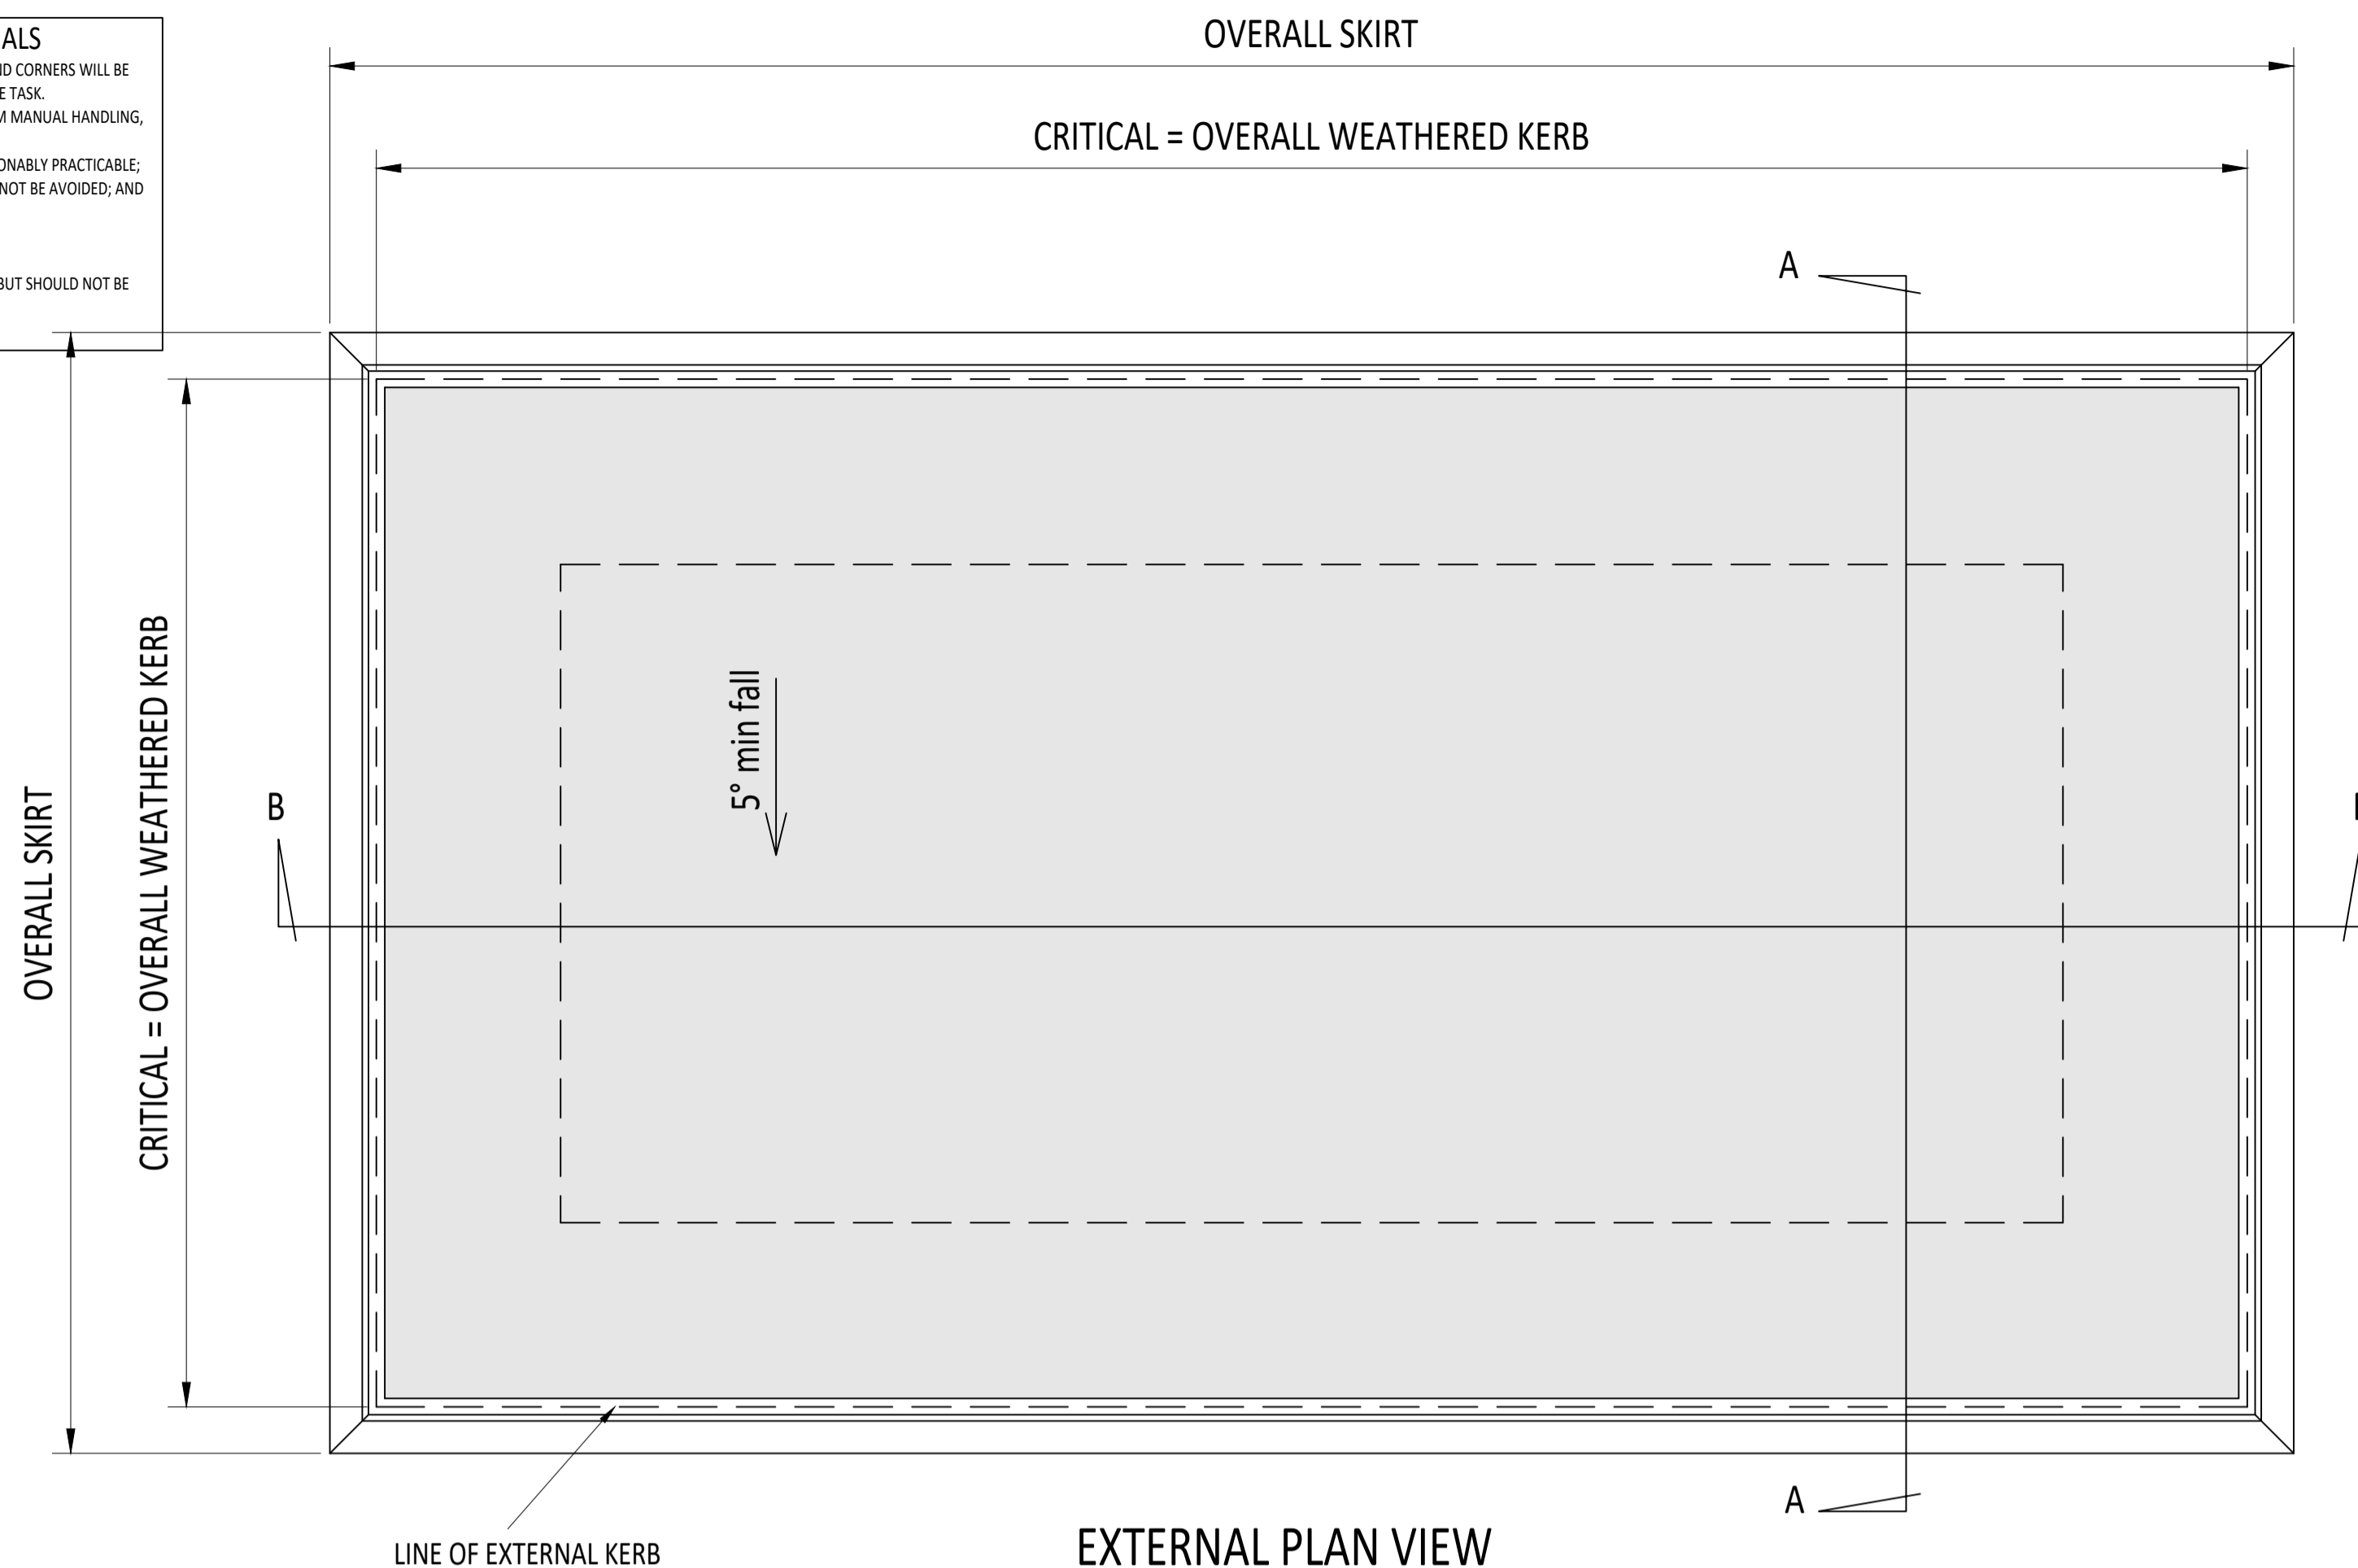 ALS
CORNERS WILL BE
TASK.
MANUAL HANDLING,
PRACTICABLE;
NOT BE AVOIDED; AND
BUT SHOULD NOT BE
OVERALL SKIRT
CRITICAL = OVERALL WEATHERED KERB
A
OVERALL SKIRT
CRITICAL = OVERALL WEATHERED KERB
5° min fall
B
A
LINE OF EXTERNAL KERB
EXTERNAL PLAN VIEW